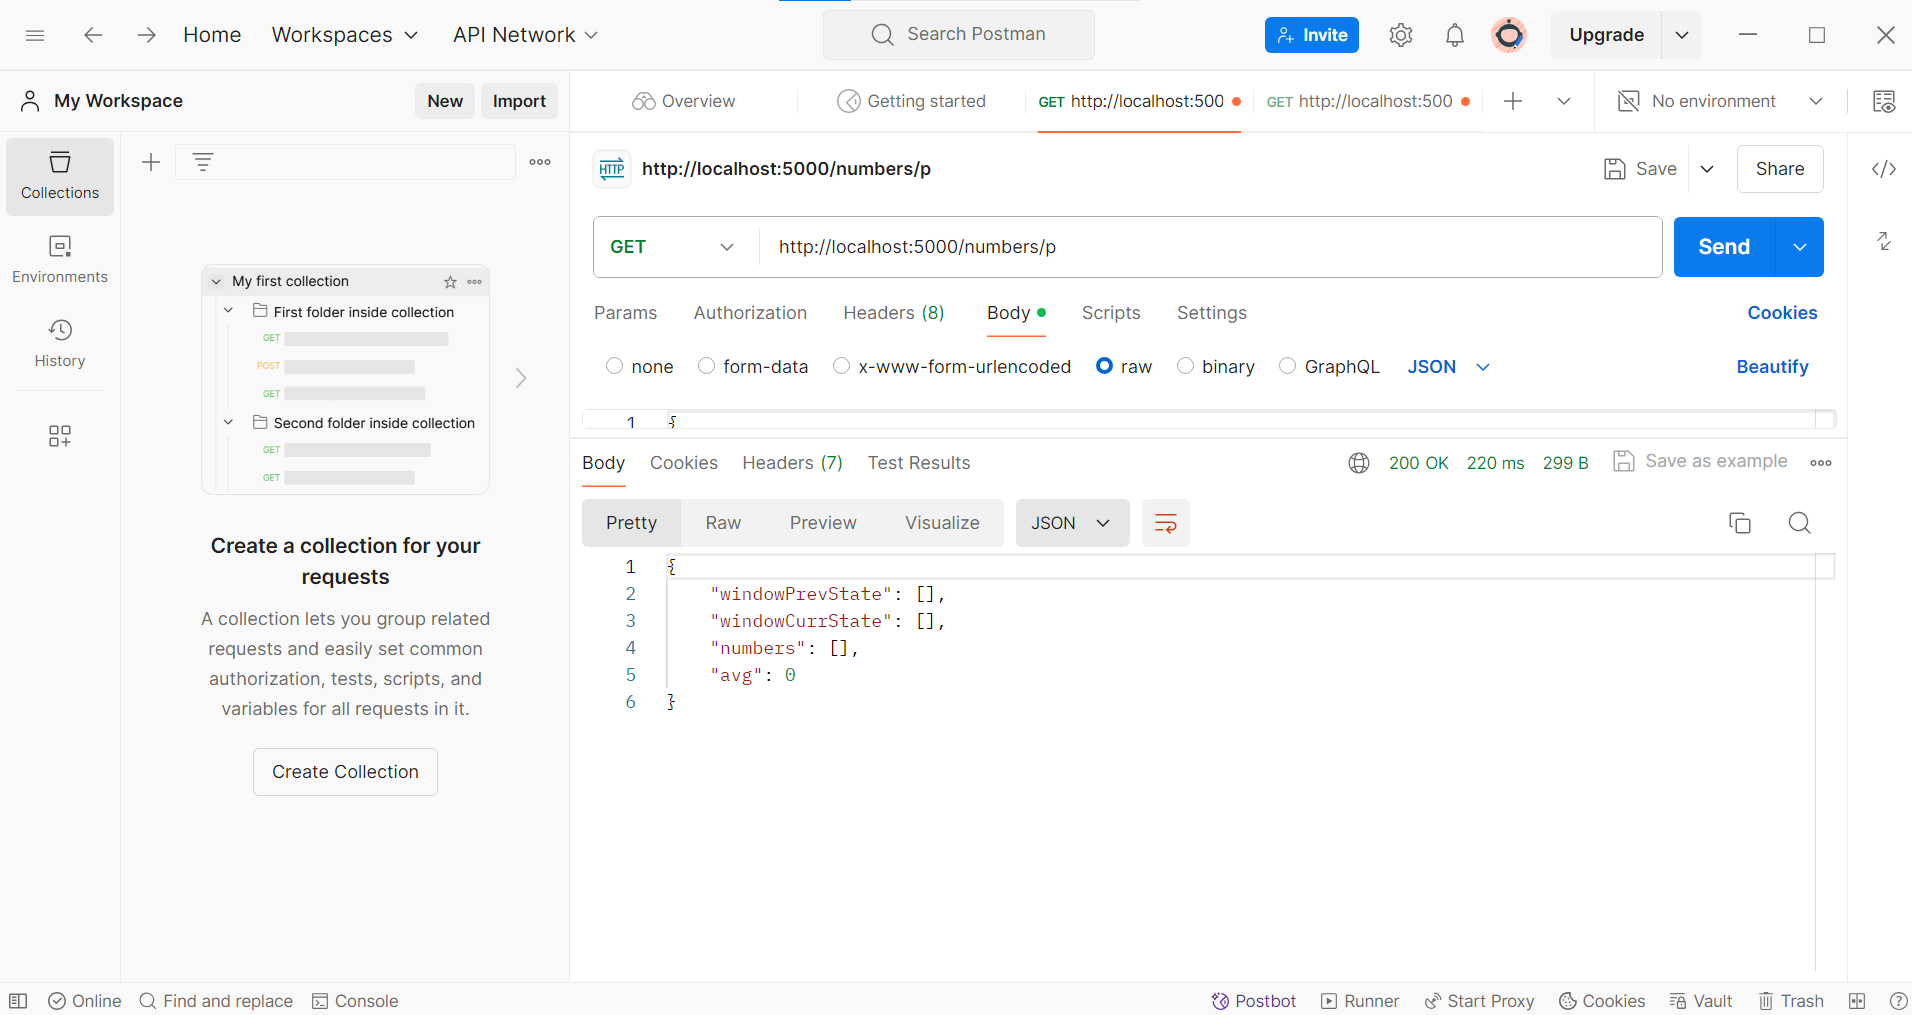 Home Workspaces API Network Search Postman Invite Upgrade
My Workspace New Import
Overview Getting started GET http://localhost:500 GET http://localhost:500 No environment
Collections
Environments
History
My first collection
First folder inside collection
GET
POST
GET
Second folder inside collection
GET
GET
Create a collection for your
requests
A collection lets you group related
requests and easily set common
authorization, tests, scripts, and
variables for all requests in it.
Create Collection
HTTP http://localhost:5000/numbers/p Save Share
GET http://localhost:5000/numbers/p Send
Params Authorization Headers (8) Body Scripts Settings Cookies
none form-data x-www-form-urlencoded raw binary GraphQL JSON Beautify
1 {
Body Cookies Headers (7) Test Results 200 OK 220 ms 299 B Save as example
Pretty Raw Preview Visualize JSON
1 {
2 "windowPrevState": [],
3 "windowCurrState": [],
4 "numbers": [],
5 "avg": 0
6 }
Online Find and replace Console Postbot Runner Start Proxy Cookies Vault Trash